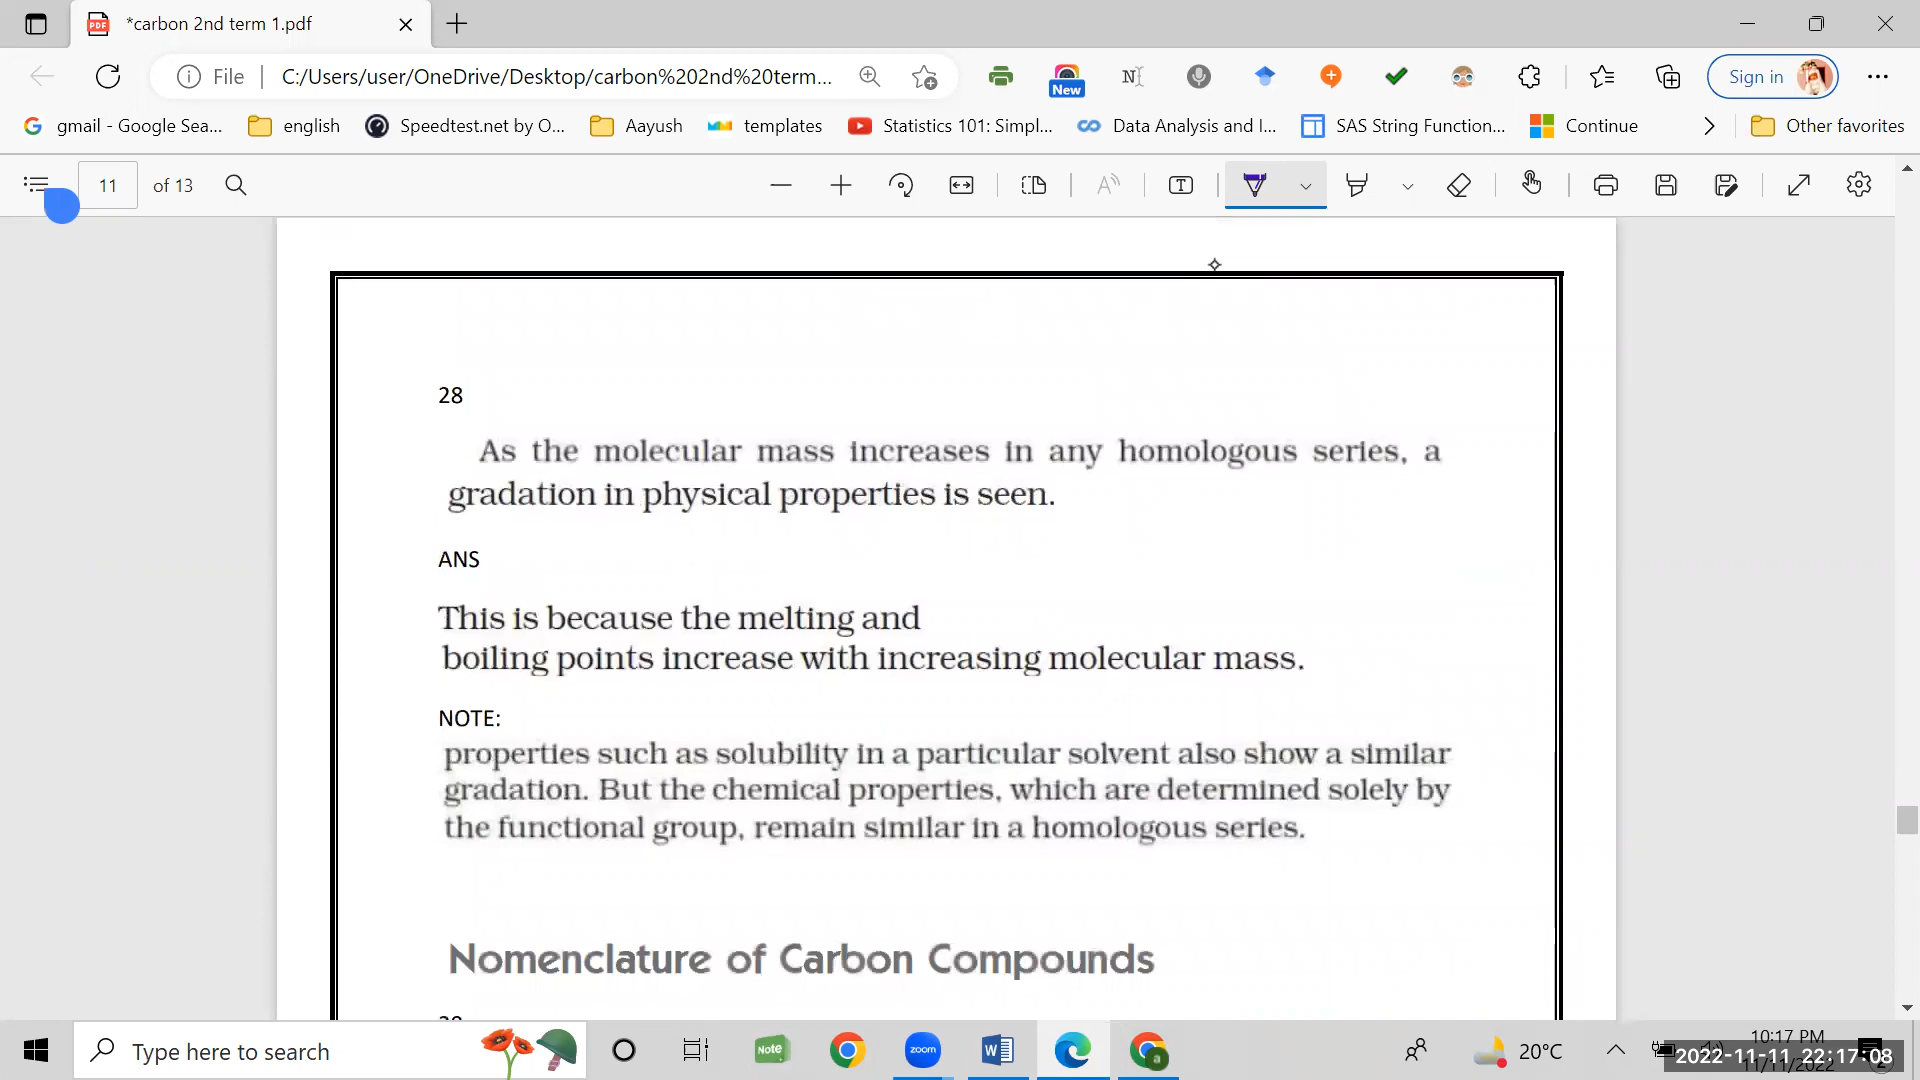 *carbon 2nd term 1.pdf
File
C:/Users/user/OneDrive/Desktop/carbon%202nd%20term...
New
Sign in
gmail - Google Sea...
english
Speedtest.net by O...
Aayush
templates
Statistics 101: Simpl...
Data Analysis and I...
SAS String Function...
Continue
Other favorites
11
of 13
28
As the molecular mass increases in any homologous series, a
gradation in physical properties is seen.
ANS
This is because the melting and
boiling points increase with increasing molecular mass.
NOTE:
properties such as solubility in a particular solvent also show a similar
gradation. But the chemical properties, which are determined solely by
the functional group, remain similar in a homologous series.
Nomenclature of Carbon Compounds
Type here to search
Note
zoom
a
20°C
10:17 PM
11/11/2022
2022-11-11 22:17:08